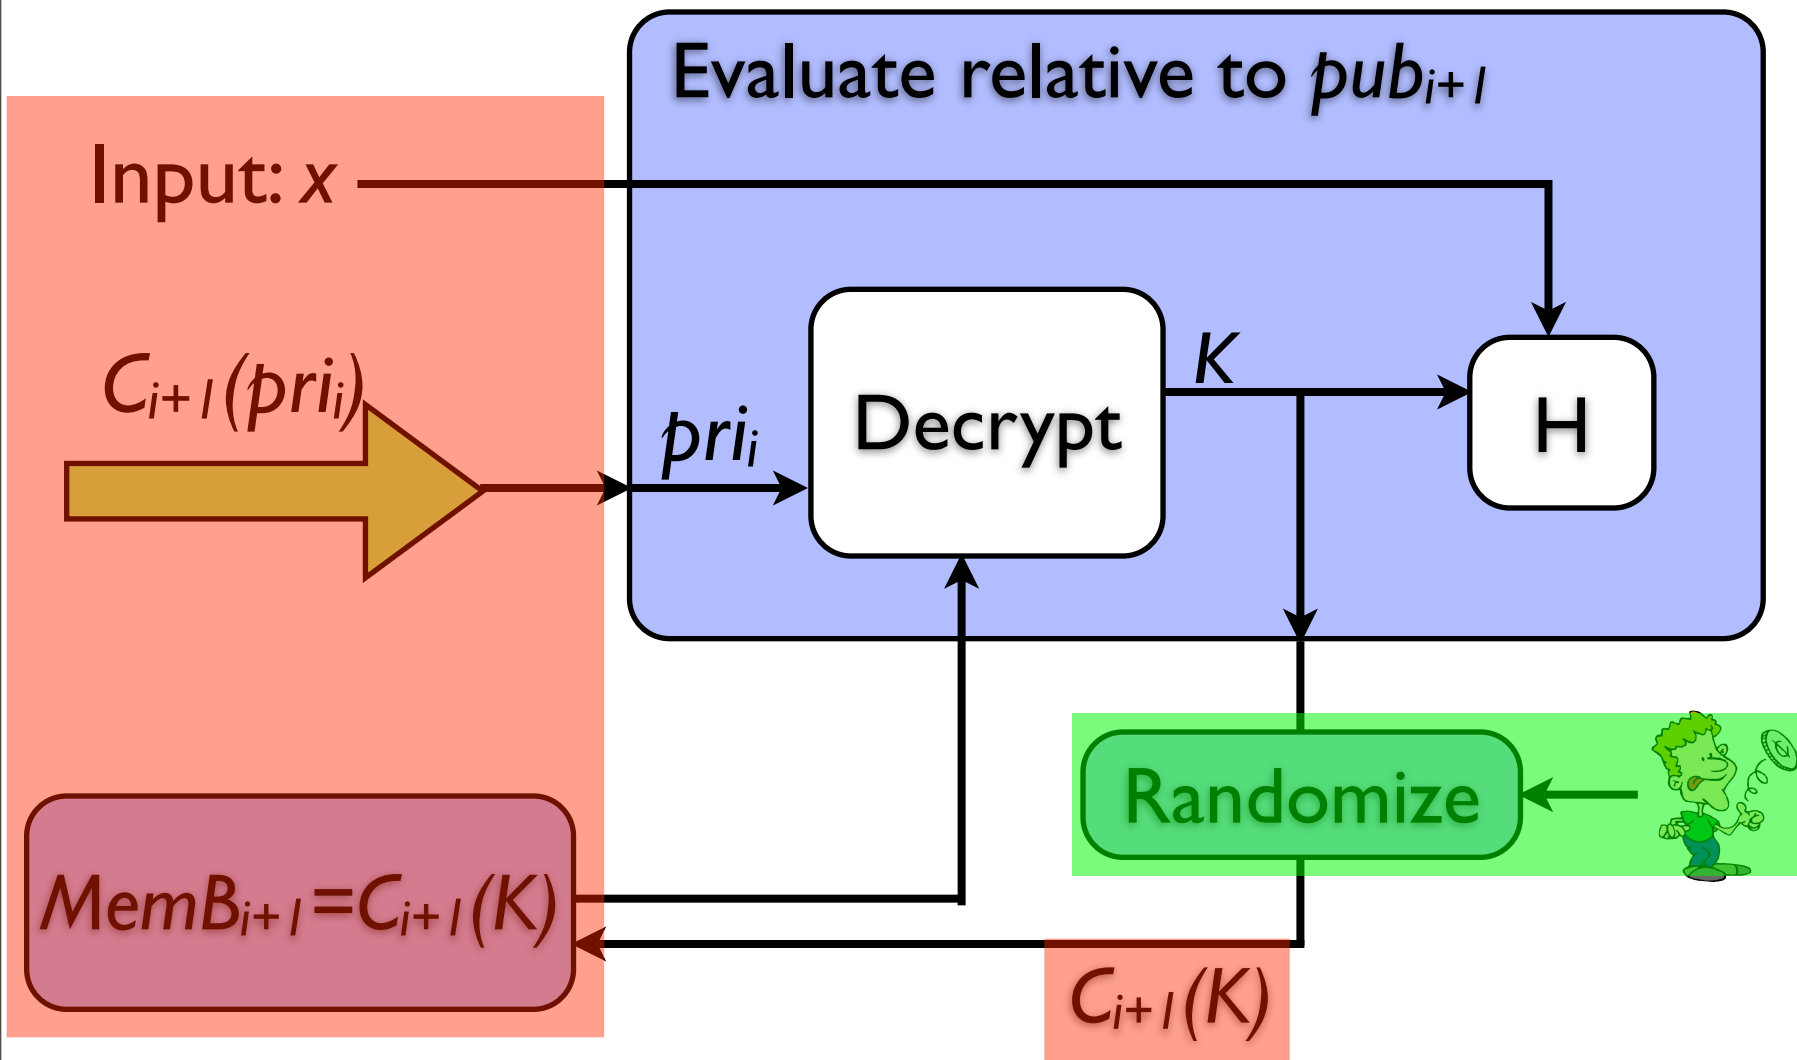 Evaluate relative to pubi+1
Input: x
Ci+1(prii)
prii
Decrypt
K
H
Randomize
MemBi+1=Ci+1(K)
Ci+1(K)